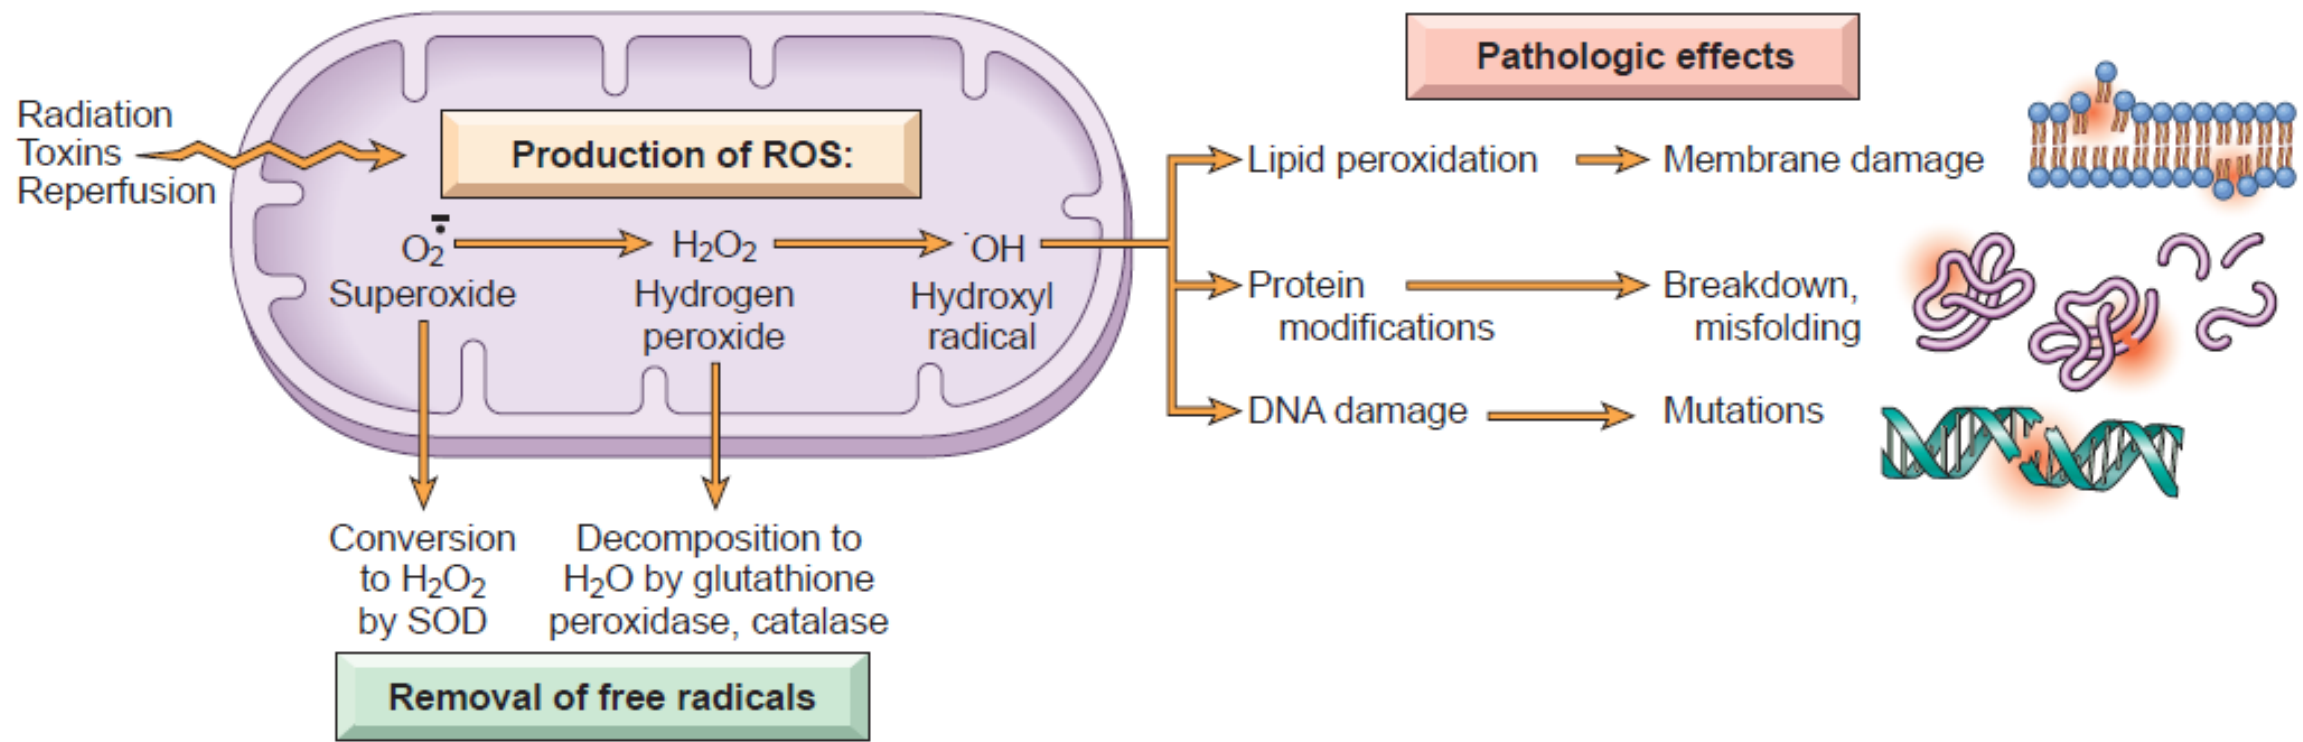 Pathologic effects
Radiation
Toxins
Reperfusion
Production of ROS:
O₂•̄
H₂O₂
˙OH
Superoxide
Hydrogen
peroxide
Hydroxyl
radical
Lipid peroxidation
Membrane damage
Protein
modifications
Breakdown,
misfolding
DNA damage
Mutations
Conversion
to H₂O₂
by SOD
Decomposition to
H₂O by glutathione
peroxidase, catalase
Removal of free radicals